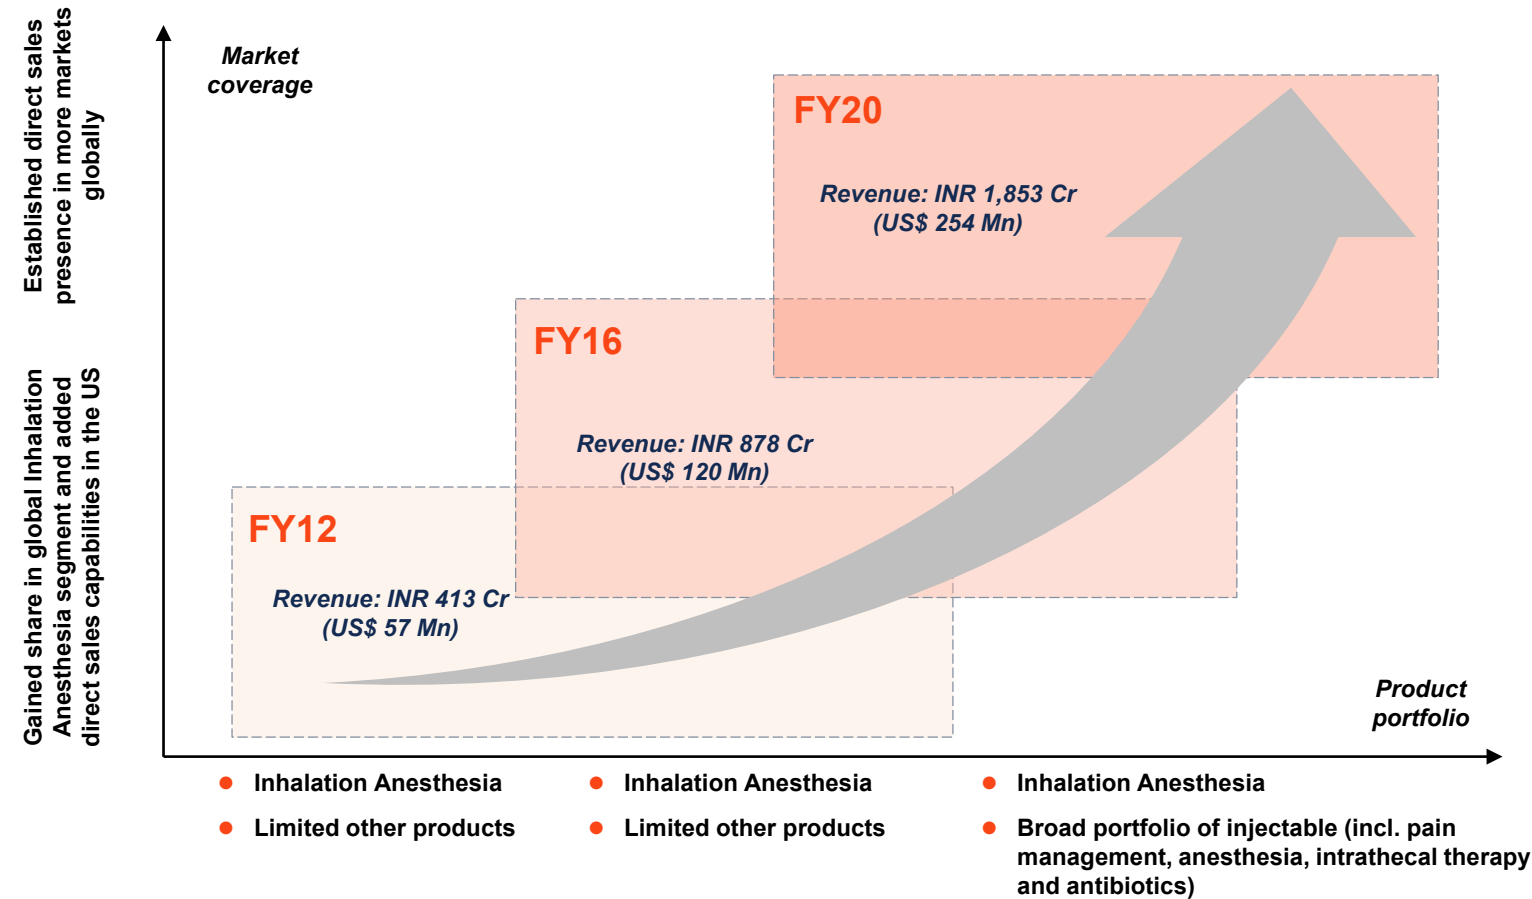 Established direct sales
presence in more markets
globally
Gained share in global Inhalation
Anesthesia segment and added
direct sales capabilities in the US
Market
coverage
FY20
Revenue: INR 1,853 Cr
(US$ 254 Mn)
FY16
Revenue: INR 878 Cr
(US$ 120 Mn)
FY12
Revenue: INR 413 Cr
(US$ 57 Mn)
Product
portfolio
Inhalation Anesthesia
Limited other products
Inhalation Anesthesia
Limited other products
Inhalation Anesthesia
Broad portfolio of injectable (incl. pain
management, anesthesia, intrathecal therapy
and antibiotics)